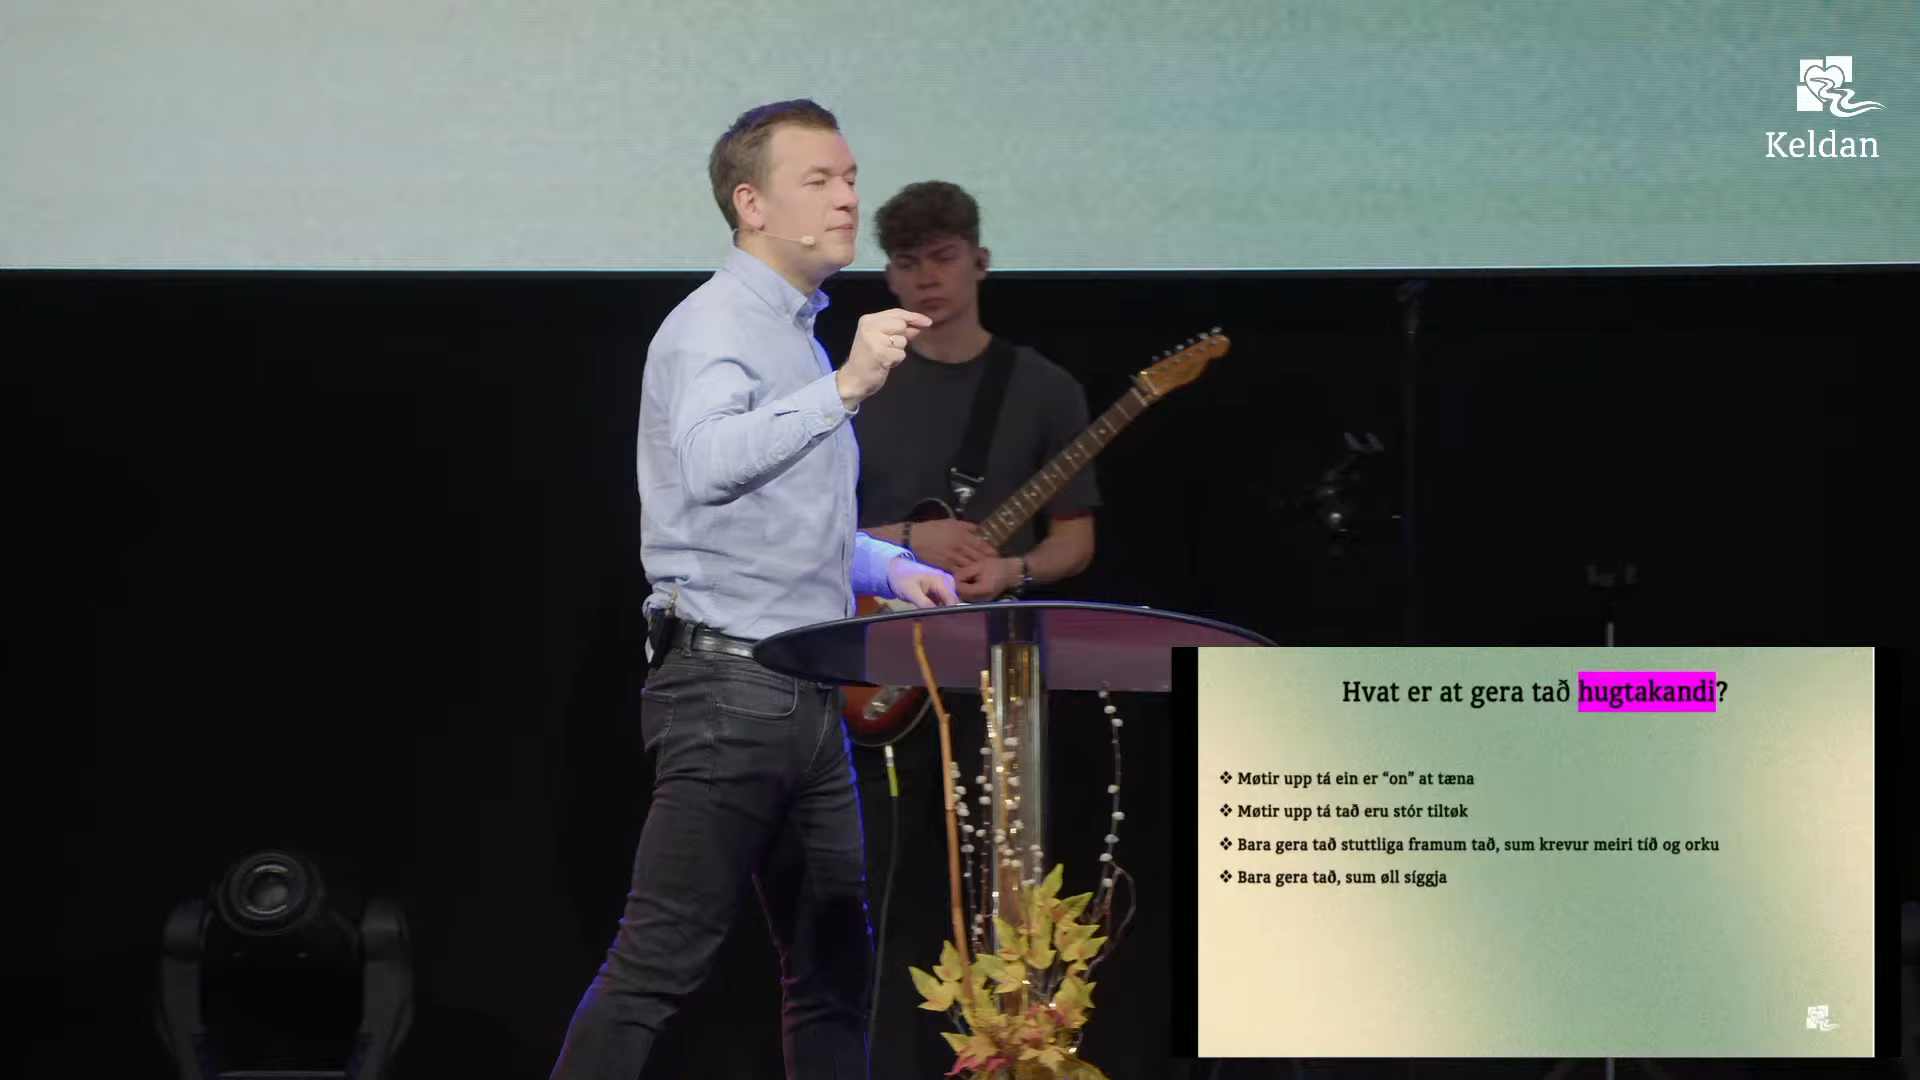 Keldan
Hvat er at gera tað hugtakandi?
❖ Møtir upp tá ein er “on” at tæna
❖ Møtir upp tá tað eru stór tiltøk
❖ Bara gera tað stuttliga framum tað, sum krevur meiri tíð og orku
❖ Bara gera tað, sum øll síggja